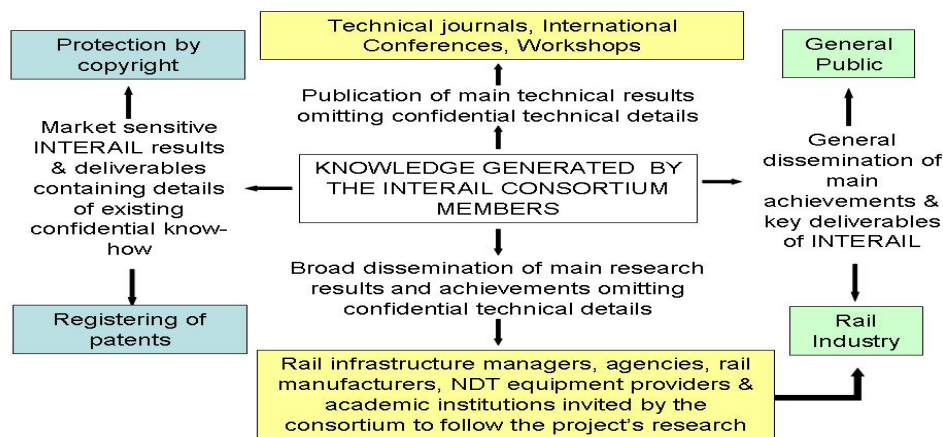 Protection by
copyright
Technical journals, International
Conferences, Workshops
General
Public
Publication of main technical results
omitting confidential technical details
Market sensitive
INTERAIL results
& deliverables
containing details
of existing
confidential know-
how
KNOWLEDGE GENERATED BY
THE INTERAIL CONSORTIUM
MEMBERS
General
dissemination of
main
achievements &
key deliverables
of INTERAIL
Broad dissemination of main research
results and achievements omitting
confidential technical details
Registering of
patents
Rail
Industry
Rail infrastructure managers, agencies, rail
manufacturers, NDT equipment providers &
academic institutions invited by the
consortium to follow the project's research